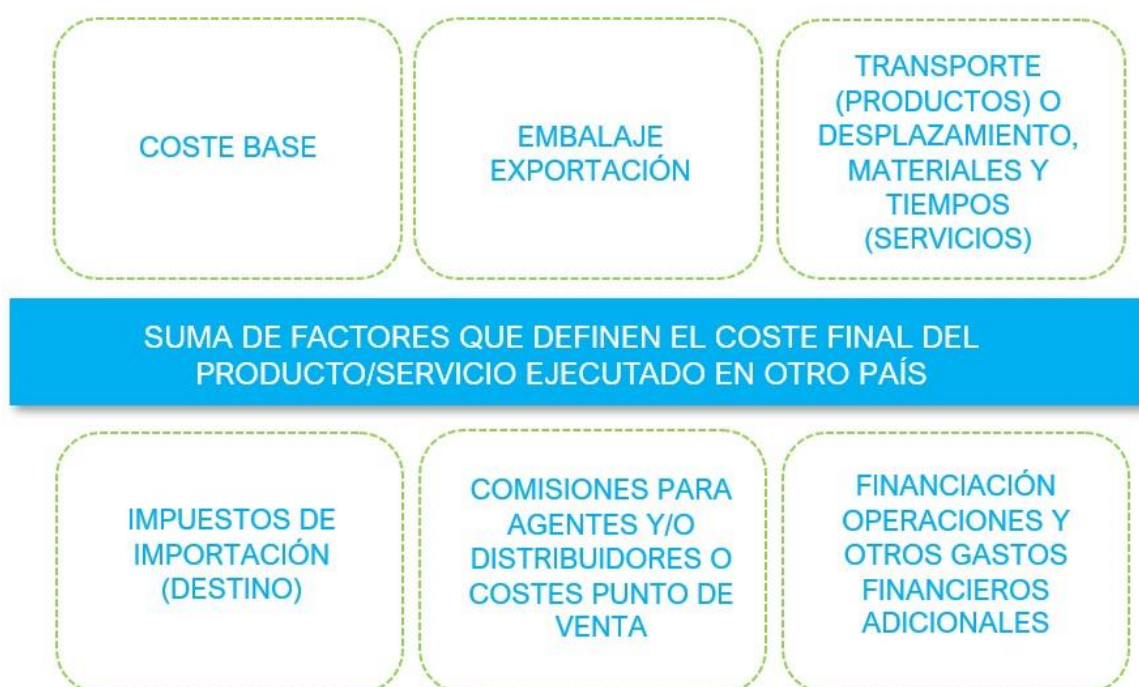 COSTE BASE
EMBALAJE
EXPORTACIÓN
TRANSPORTE
(PRODUCTOS) O
DESPLAZAMIENTO,
MATERIALES Y
TIEMPOS
(SERVICIOS)
SUMA DE FACTORES QUE DEFINEN EL COSTE FINAL DEL
PRODUCTO/SERVICIO EJECUTADO EN OTRO PAÍS
IMPUESTOS DE
IMPORTACIÓN
(DESTINO)
COMISIONES PARA
AGENTES Y/O
DISTRIBUIDORES O
COSTES PUNTO DE
VENTA
FINANCIACIÓN
OPERACIONES Y
OTROS GASTOS
FINANCIEROS
ADICIONALES